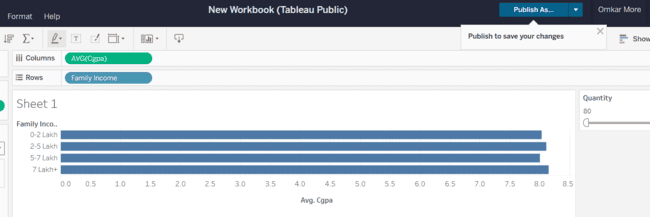 New Workbook (Tableau Public)
Publish As...
Omkar More
Format Help
Publish to save your changes
Show
Columns
AVG(Cgpa)
Rows
Family Income
Sheet 1
Quantity
80
Family Inco..
0-2 Lakh
2-5 Lakh
5-7 Lakh
7 Lakh+
0.0 0.5 1.0 1.5 2.0 2.5 3.0 3.5 4.0 4.5 5.0 5.5 6.0 6.5 7.0 7.5 8.0 8.5
Avg. Cgpa